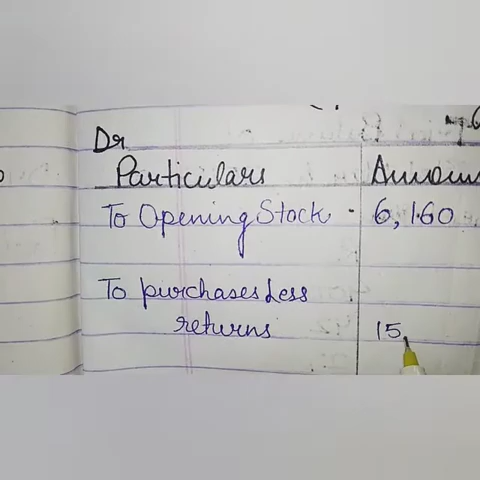 Dr
Particulars
To Opening Stock 6,160
To purchases Less
returns 15,